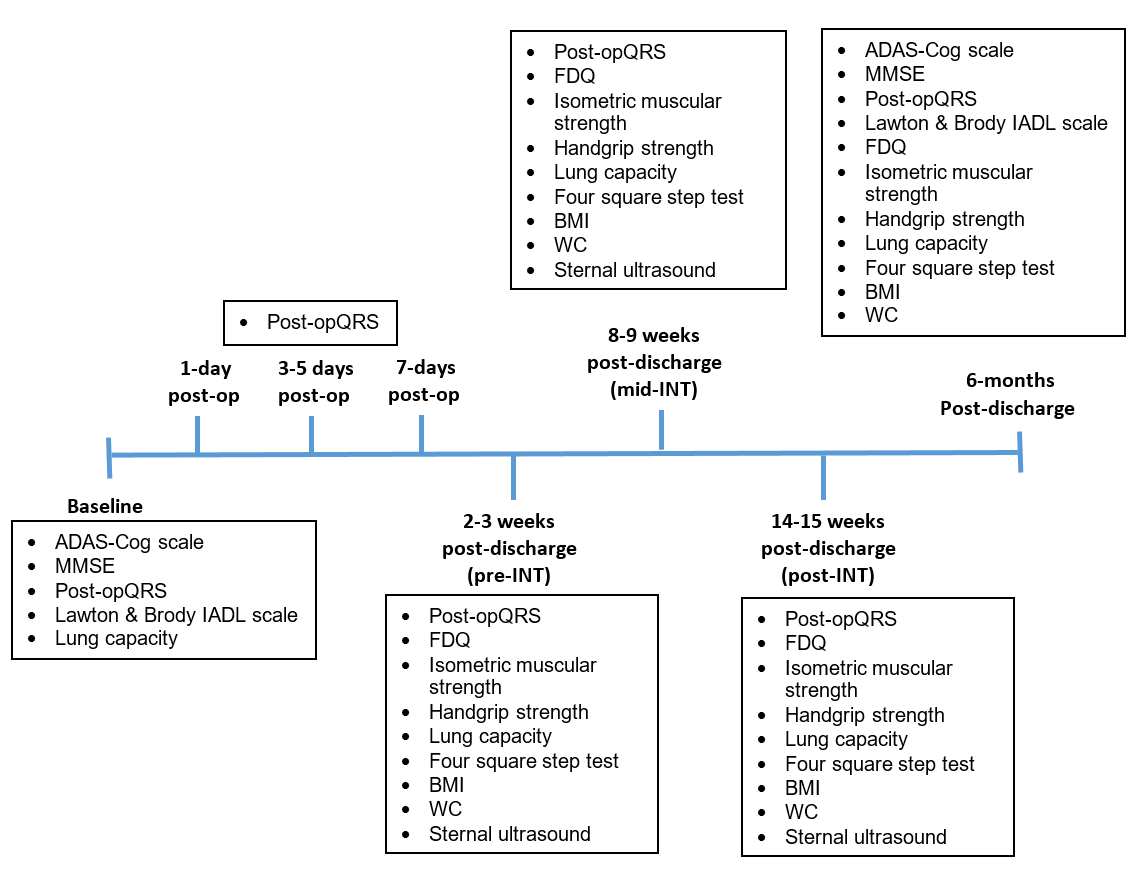 • Post-opQRS
• FDQ
• Isometric muscular
strength
• Handgrip strength
• Lung capacity
• Four square step test
• BMI
• WC
• Sternal ultrasound
• ADAS-Cog scale
• MMSE
• Post-opQRS
• Lawton & Brody IADL scale
• FDQ
• Isometric muscular
strength
• Handgrip strength
• Lung capacity
• Four square step test
• BMI
• WC
• Post-opQRS
1-day
post-op
3-5 days
post-op
7-days
post-op
8-9 weeks
post-discharge
(mid-INT)
6-months
Post-discharge
Baseline
• ADAS-Cog scale
• MMSE
• Post-opQRS
• Lawton & Brody IADL scale
• Lung capacity
2-3 weeks
post-discharge
(pre-INT)
• Post-opQRS
• FDQ
• Isometric muscular
strength
• Handgrip strength
• Lung capacity
• Four square step test
• BMI
• WC
• Sternal ultrasound
14-15 weeks
post-discharge
(post-INT)
• Post-opQRS
• FDQ
• Isometric muscular
strength
• Handgrip strength
• Lung capacity
• Four square step test
• BMI
• WC
• Sternal ultrasound